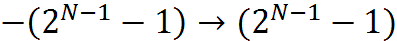 −(2^{N−1} − 1) → (2^{N−1} − 1)